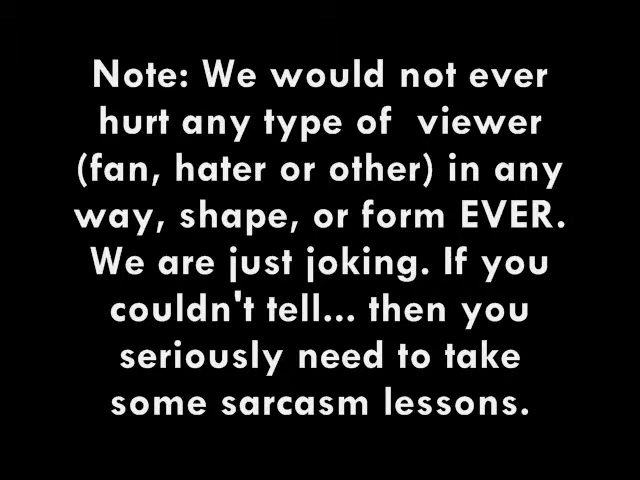 Note: We would not ever
hurt any type of  viewer
(fan, hater or other) in any
way, shape, or form EVER.
We are just joking. If you
couldn't tell... then you
seriously need to take
some sarcasm lessons.